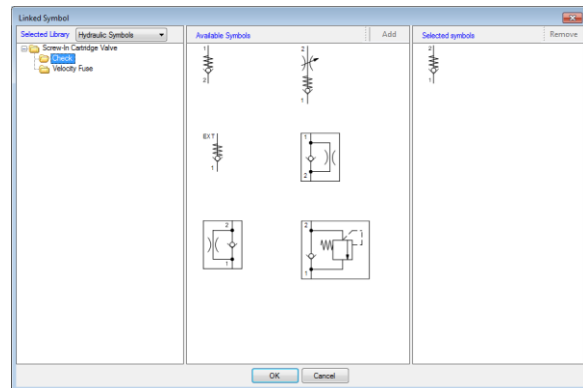 Linked Symbol
Selected Library Hydraulic Symbols
Screw-In Cartridge Valve
Check
Velocity Fuse
Available Symbols Add
1
2
2
1
EXT
1
1
2
2
1
2
1
Selected symbols Remove
2
1
OK Cancel